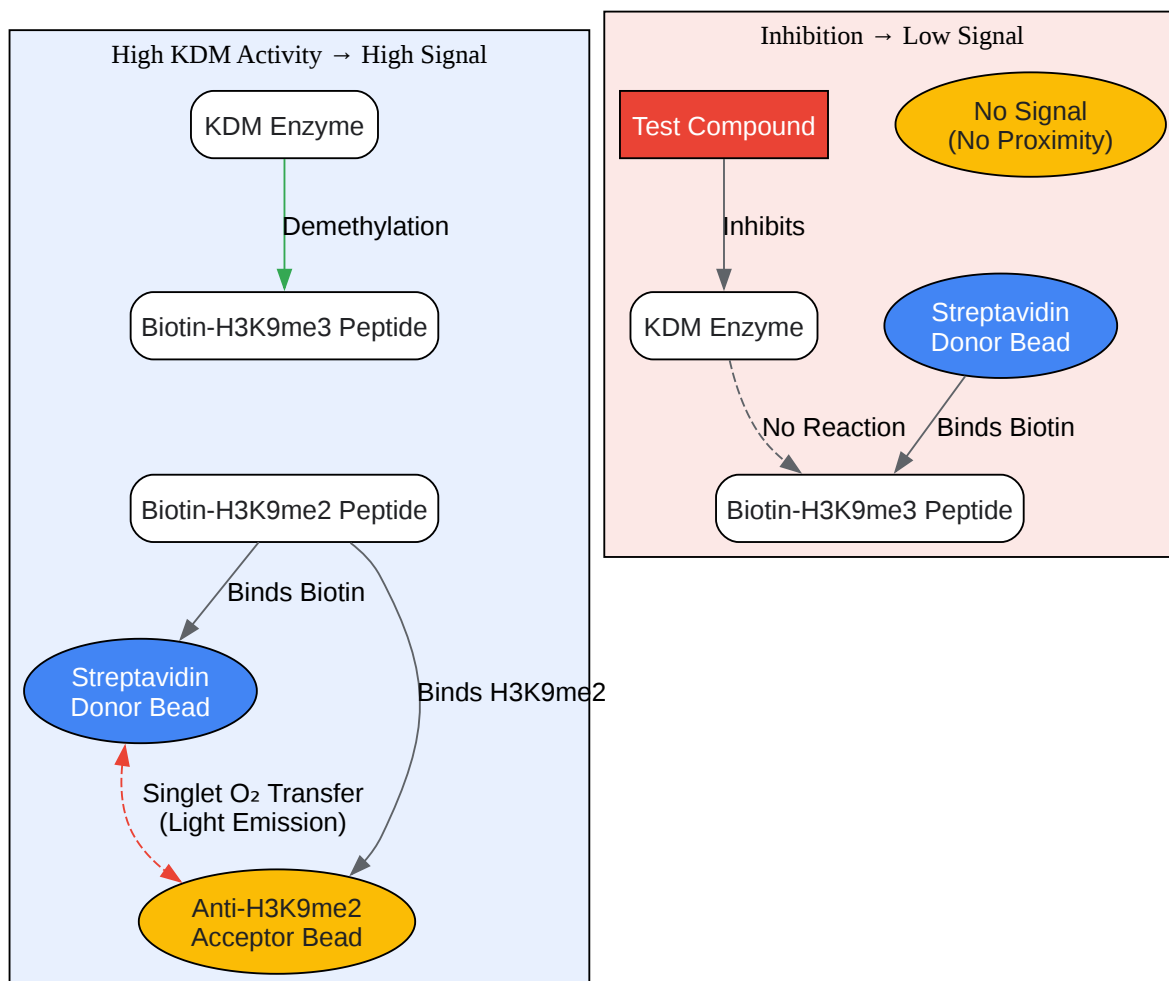 High KDM Activity → High Signal
KDM Enzyme
Demethylation
Biotin-H3K9me3 Peptide
Biotin-H3K9me2 Peptide
Binds Biotin
Streptavidin
Donor Bead
Binds H3K9me2
Singlet O₂ Transfer
(Light Emission)
Anti-H3K9me2
Acceptor Bead
Inhibition → Low Signal
Test Compound
No Signal
(No Proximity)
Inhibits
KDM Enzyme
Streptavidin
Donor Bead
No Reaction
Binds Biotin
Biotin-H3K9me3 Peptide